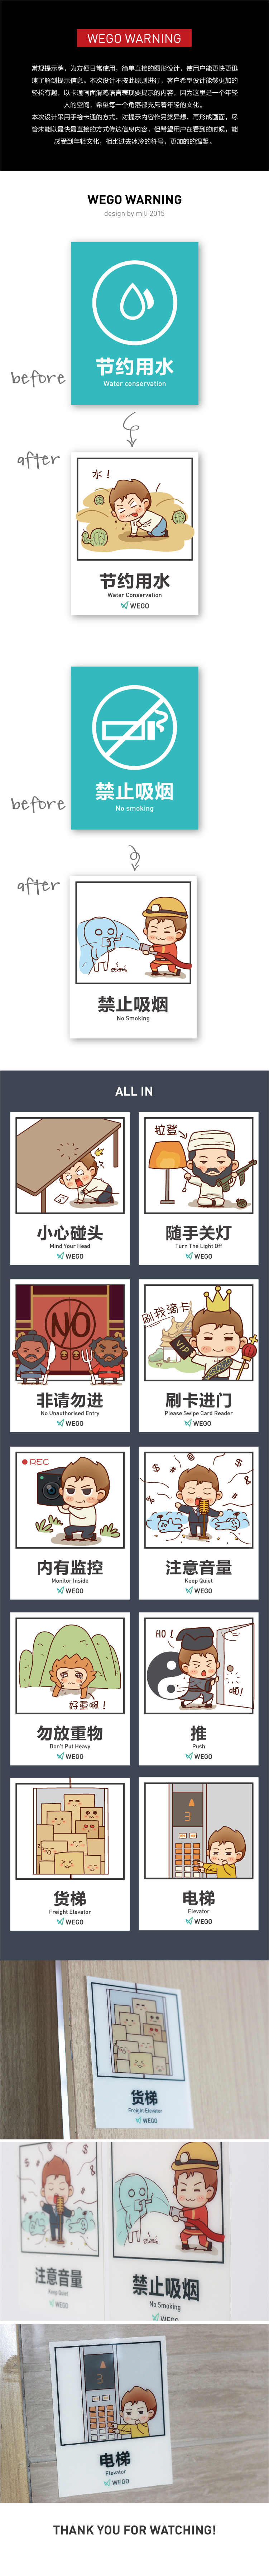 WEGO WARNING
常规提示牌，为方便日常使用，简单直接的图形设计，使用户能更快更迅
速了解到提示信息。本次设计不按此原则进行，客户希望设计能够更加的
轻松有趣，以卡通画面滑鸡语言表现要提示的内容，因为这里是一个年轻
人的空间，希望每一个角落都充斥着年轻的文化。
本次设计采用手绘卡通的方式，对提示内容作另类异想，再形成画面，尽
管未能以最快最直接的方式传达信息内容，但希望用户在看到的时候，能
感受到年轻文化，相比过去冰冷的符号，更加的的温馨。
WEGO WARNING
design by mili 2015
before
节约用水
Water conservation
after
水！
节约用水
Water Conservation
WEGO
before
禁止吸烟
No smoking
after
禁止吸烟
No Smoking
ALL IN
小心碰头
Mind Your Head
WEGO
拉登
随手关灯
Turn The Light Off
WEGO
NO
非请勿进
No Unauthorised Entry
WEGO
刷我滴卡
VIP
刷卡进门
Please Swipe Card Reader
WEGO
REC
内有监控
Monitor Inside
WEGO
注意音量
Keep Quiet
WEGO
好重啊！
勿放重物
Don't Put Heavy
WEGO
HO！
啪！
推
Push
WEGO
货梯
Freight Elevator
WEGO
3
电梯
Elevator
WEGO
货梯
Freight Elevator
WEGO
注意音量
Keep Quiet
WEGO
禁止吸烟
No Smoking
WEGO
3
电梯
Elevator
WEGO
THANK YOU FOR WATCHING!